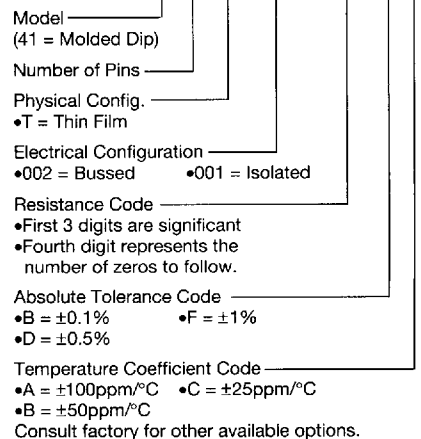 Model
(41 = Molded Dip)
Number of Pins
Physical Config.
•T = Thin Film
Electrical Configuration
•002 = Bussed •001 = Isolated
Resistance Code
•First 3 digits are significant
•Fourth digit represents the
number of zeros to follow.
Absolute Tolerance Code
•B = ±0.1% •F = ±1%
•D = ±0.5%
Temperature Coefficient Code
•A = ±100ppm/°C •C = ±25ppm/°C
•B = ±50ppm/°C
Consult factory for other available options.